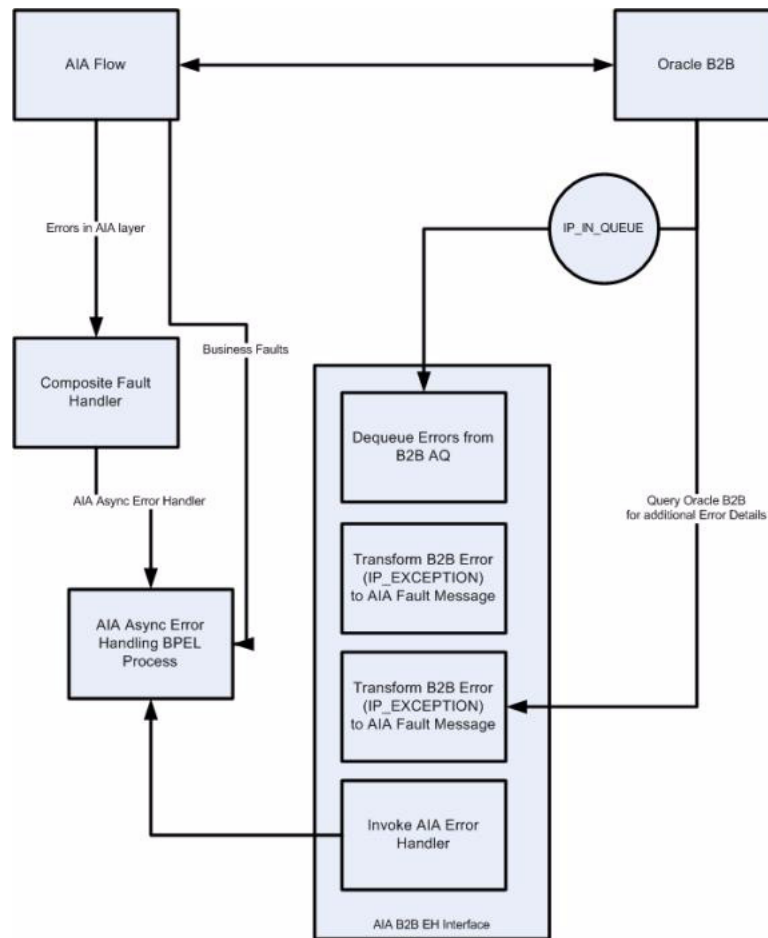 AIA Flow
Oracle B2B
Errors in AIA layer
IP_IN_QUEUE
Business Faults
Composite Fault
Handler
Dequeue Errors from
B2B AQ
AIA Async Error Handler
Query Oracle B2B
for additional Error Details
Transform B2B Error
(IP_EXCEPTION)
to AIA Fault Message
AIA Async Error
Handling BPEL
Process
Transform B2B Error
(IP_EXCEPTION)
to AIA Fault Message
Invoke AIA Error
Handler
AIA B2B EH Interface